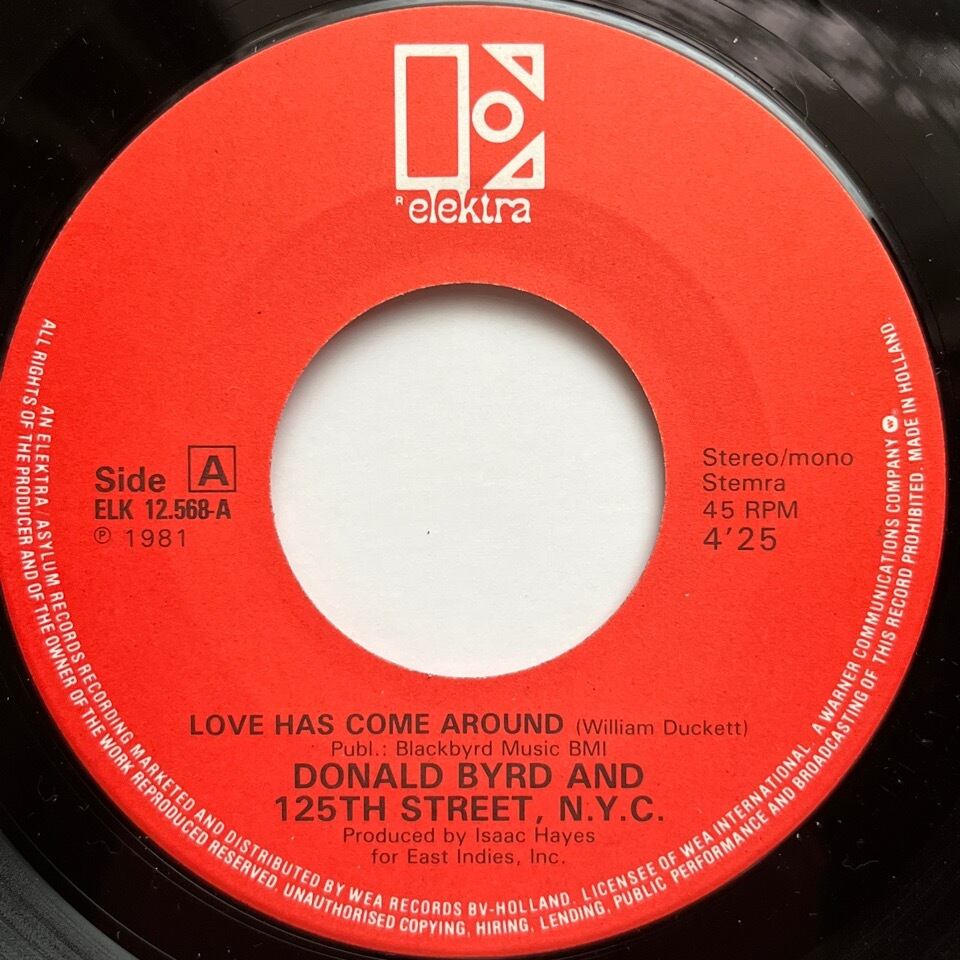 R elektra
Side A
ELK 12.568-A
℗ 1981
Stereo/mono
Stemra
45 RPM
4'25
LOVE HAS COME AROUND (William Duckett)
Publ.: Blackbyrd Music BMI
DONALD BYRD AND
125TH STREET, N.Y.C.
Produced by Isaac Hayes
for East Indies, Inc.
AN ELEKTRA / ASYLUM RECORDS RECORDING MARKETED AND DISTRIBUTED BY WEA RECORDS BV-HOLLAND. LICENSEE OF WEA INTERNATIONAL. A WARNER COMMUNICATIONS COMPANY
ALL RIGHTS OF THE PRODUCER AND OF THE OWNER OF THE WORK REPRODUCED RESERVED. UNAUTHORISED COPYING, HIRING, LENDING, PUBLIC PERFORMANCE AND BROADCASTING OF THIS RECORD PROHIBITED. MADE IN HOLLAND